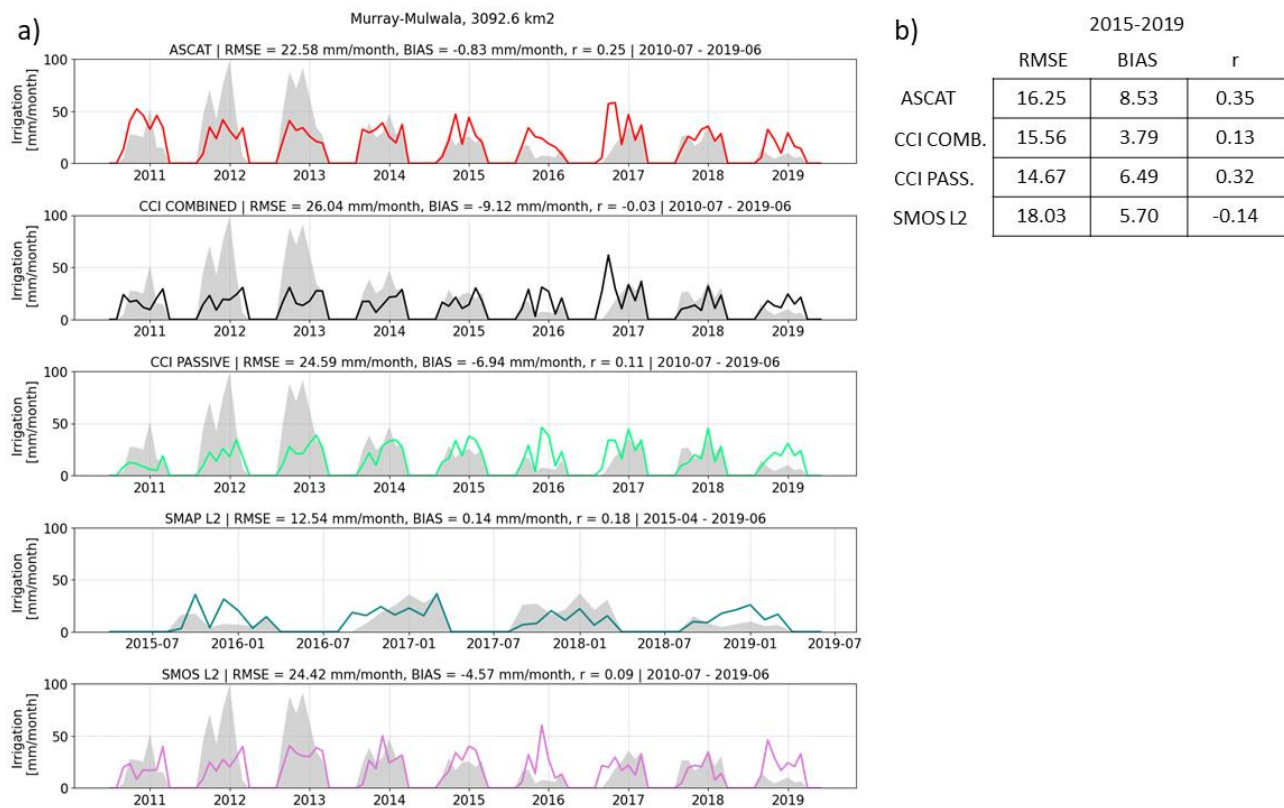 Murray-Mulwala, 3092.6 km2
a)
ASCAT | RMSE = 22.58 mm/month, BIAS = -0.83 mm/month, r = 0.25 | 2010-07 - 2019-06
Irrigation
[mm/month]
100
50
0
2011 2012 2013 2014 2015 2016 2017 2018 2019
CCI COMBINED | RMSE = 26.04 mm/month, BIAS = -9.12 mm/month, r = -0.03 | 2010-07 - 2019-06
Irrigation
[mm/month]
100
50
0
2011 2012 2013 2014 2015 2016 2017 2018 2019
CCI PASSIVE | RMSE = 24.59 mm/month, BIAS = -6.94 mm/month, r = 0.11 | 2010-07 - 2019-06
Irrigation
[mm/month]
100
50
0
2011 2012 2013 2014 2015 2016 2017 2018 2019
SMAP L2 | RMSE = 12.54 mm/month, BIAS = 0.14 mm/month, r = 0.18 | 2015-04 - 2019-06
Irrigation
[mm/month]
100
50
0
2015-07 2016-01 2016-07 2017-01 2017-07 2018-01 2018-07 2019-01 2019-07
SMOS L2 | RMSE = 24.42 mm/month, BIAS = -4.57 mm/month, r = 0.09 | 2010-07 - 2019-06
Irrigation
[mm/month]
100
50
0
2011 2012 2013 2014 2015 2016 2017 2018 2019
b)
2015-2019
RMSE BIAS r
ASCAT 16.25 8.53 0.35
CCI COMB. 15.56 3.79 0.13
CCI PASS. 14.67 6.49 0.32
SMOS L2 18.03 5.70 -0.14